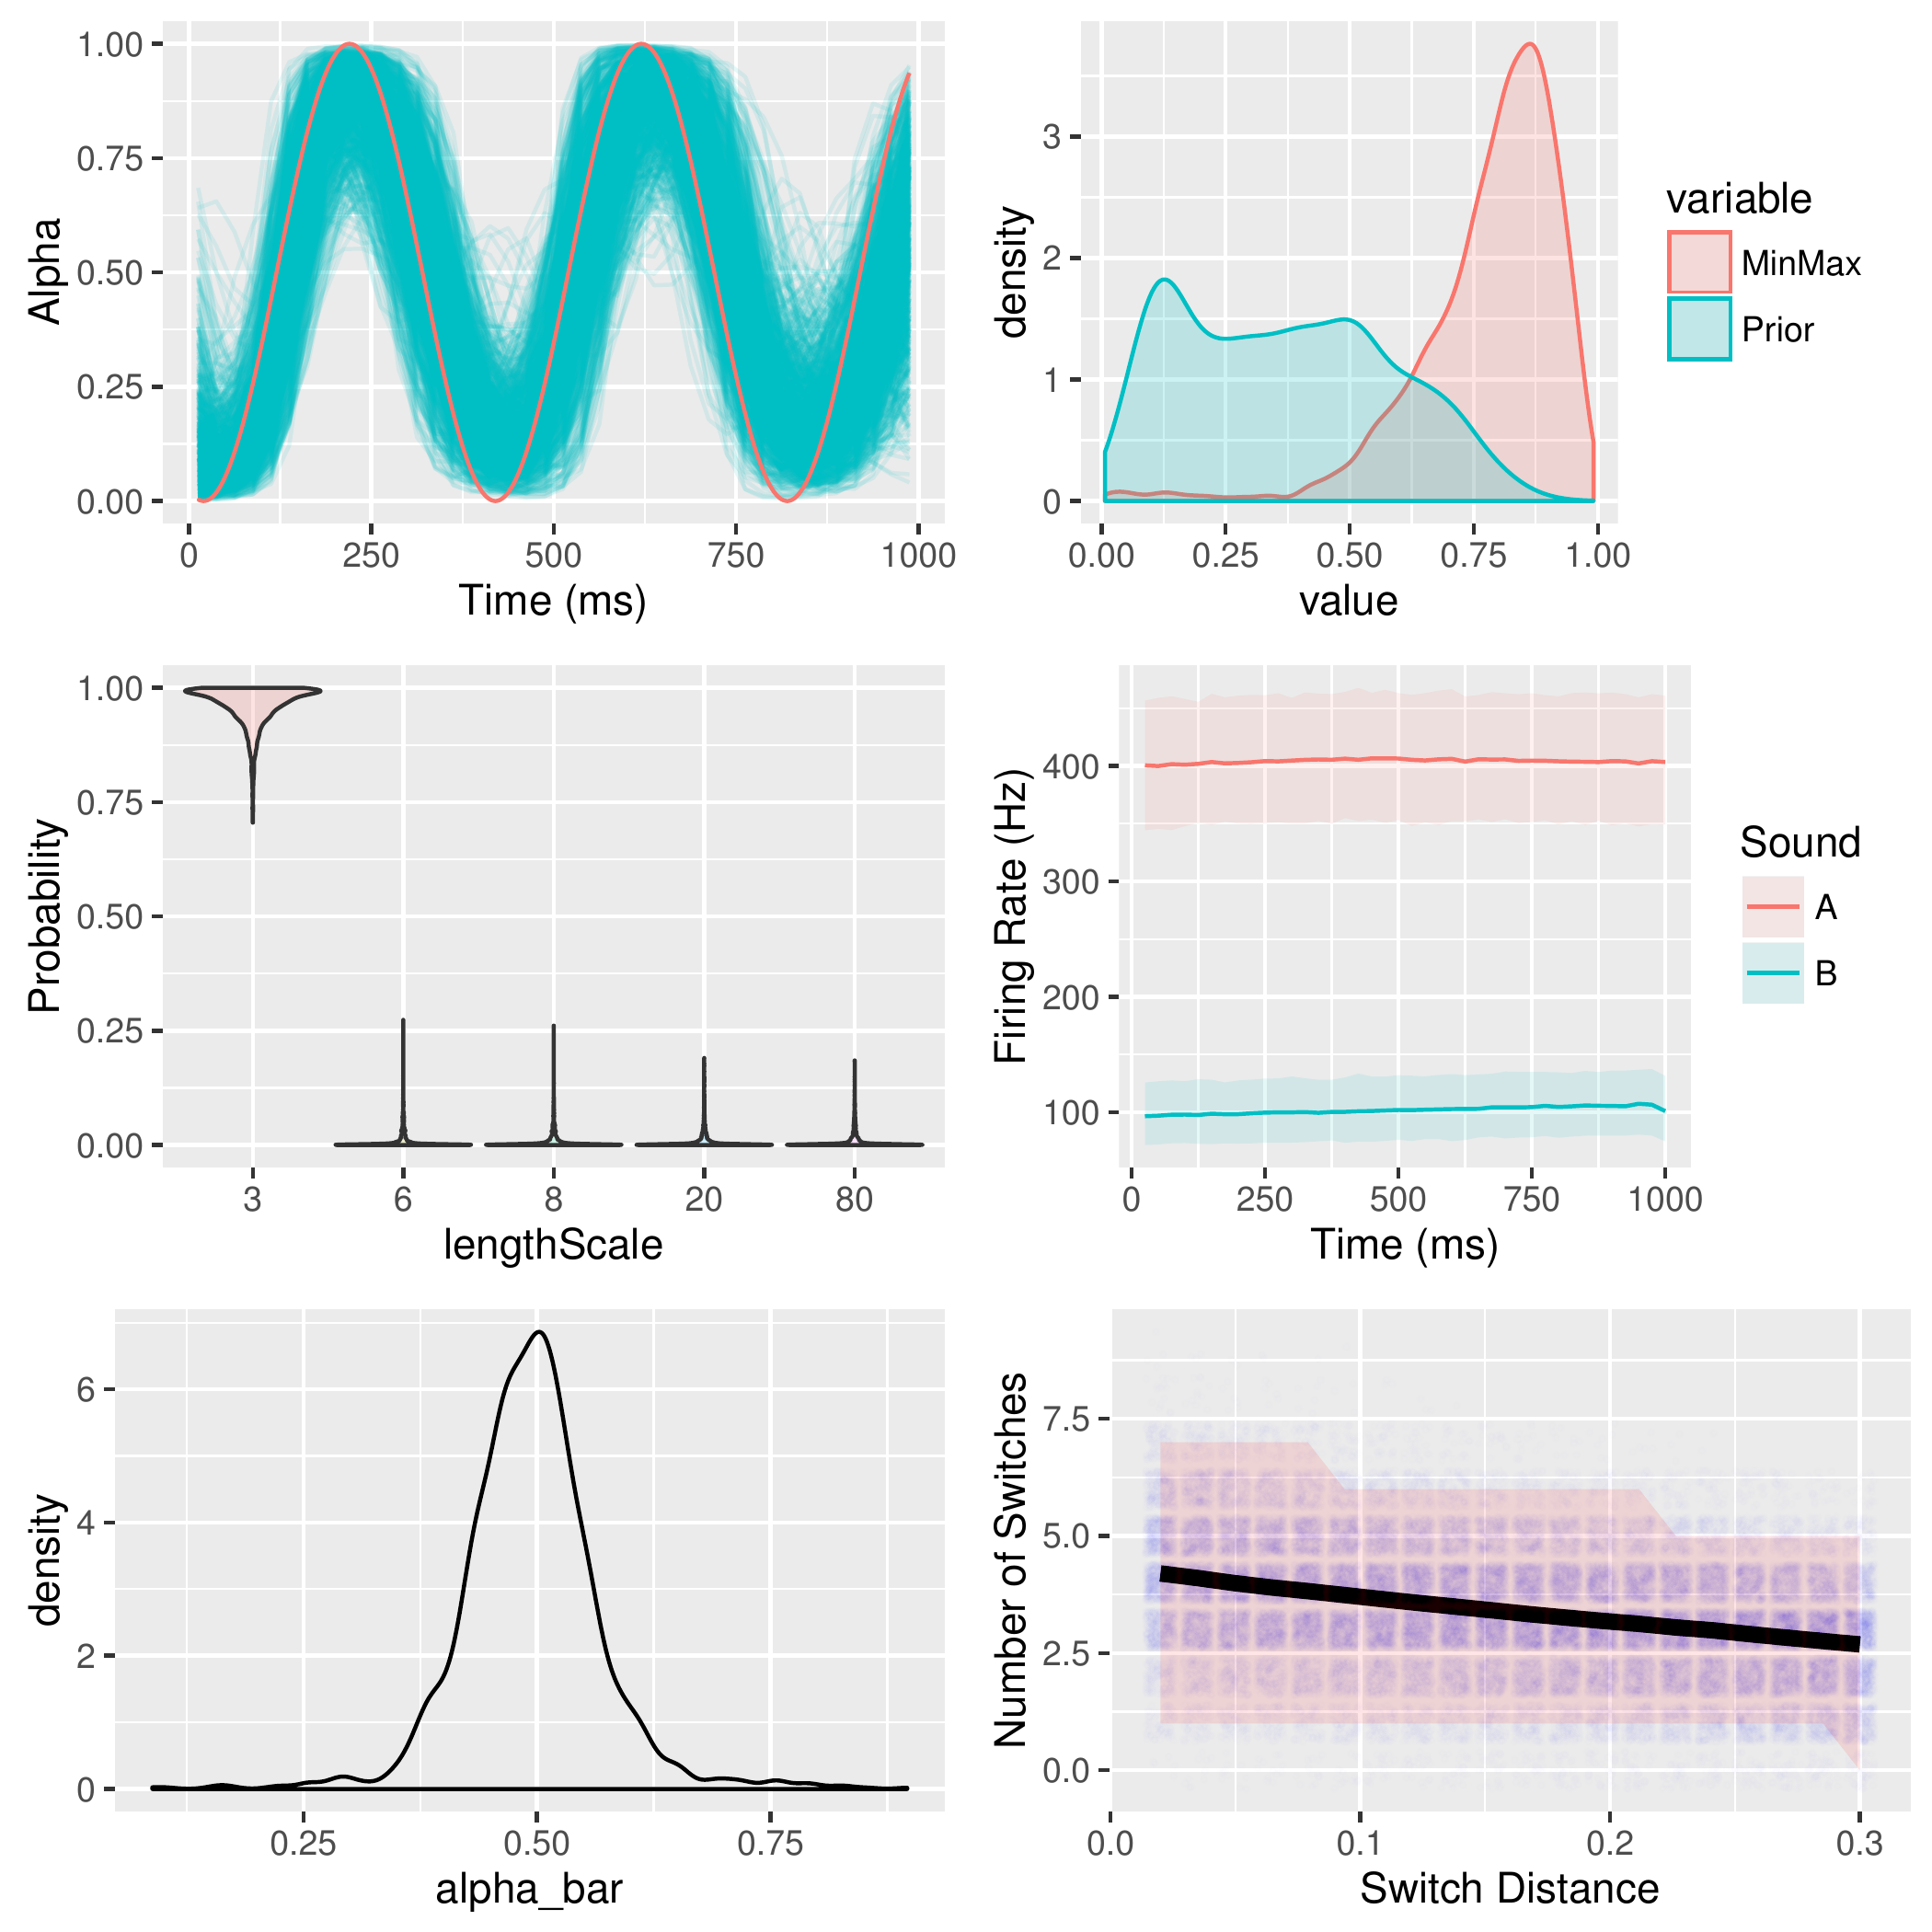 Alpha
1.00
0.75
0.50
0.25
0.00
0 250 500 750 1000
Time (ms)
density
3
2
1
0
0.00 0.25 0.50 0.75 1.00
value
variable
MinMax
Prior
Probability
1.00
0.75
0.50
0.25
0.00
3 6 8 20 80
lengthScale
Firing Rate (Hz)
400
300
200
100
0 250 500 750 1000
Time (ms)
Sound
A
B
density
6
4
2
0
0.25 0.50 0.75
alpha_bar
Number of Switches
7.5
5.0
2.5
0.0
0.0 0.1 0.2 0.3
Switch Distance